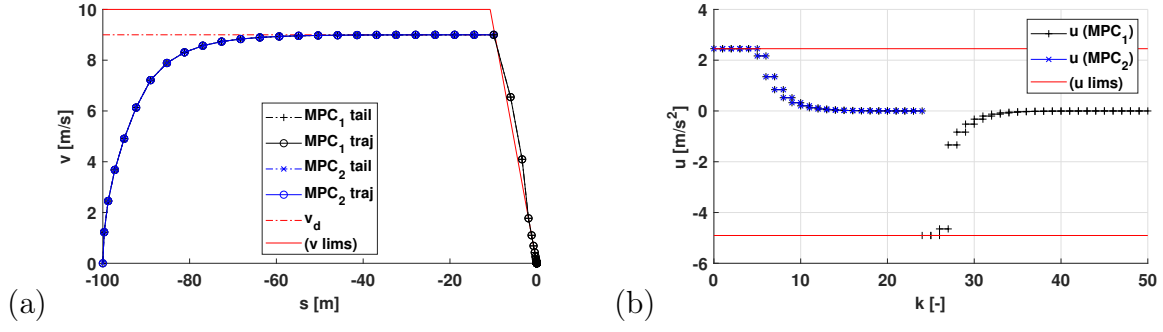 10
8
6
4
2
0
v [m/s]
MPC1 tail
MPC1 traj
MPC2 tail
MPC2 traj
vd
(v lims)
-100 -80 -60 -40 -20 0
s [m]
(a)
4
2
0
-2
-4
-6
u [m/s2]
u (MPC1)
u (MPC2)
(u lims)
0 10 20 30 40 50
k [-]
(b)